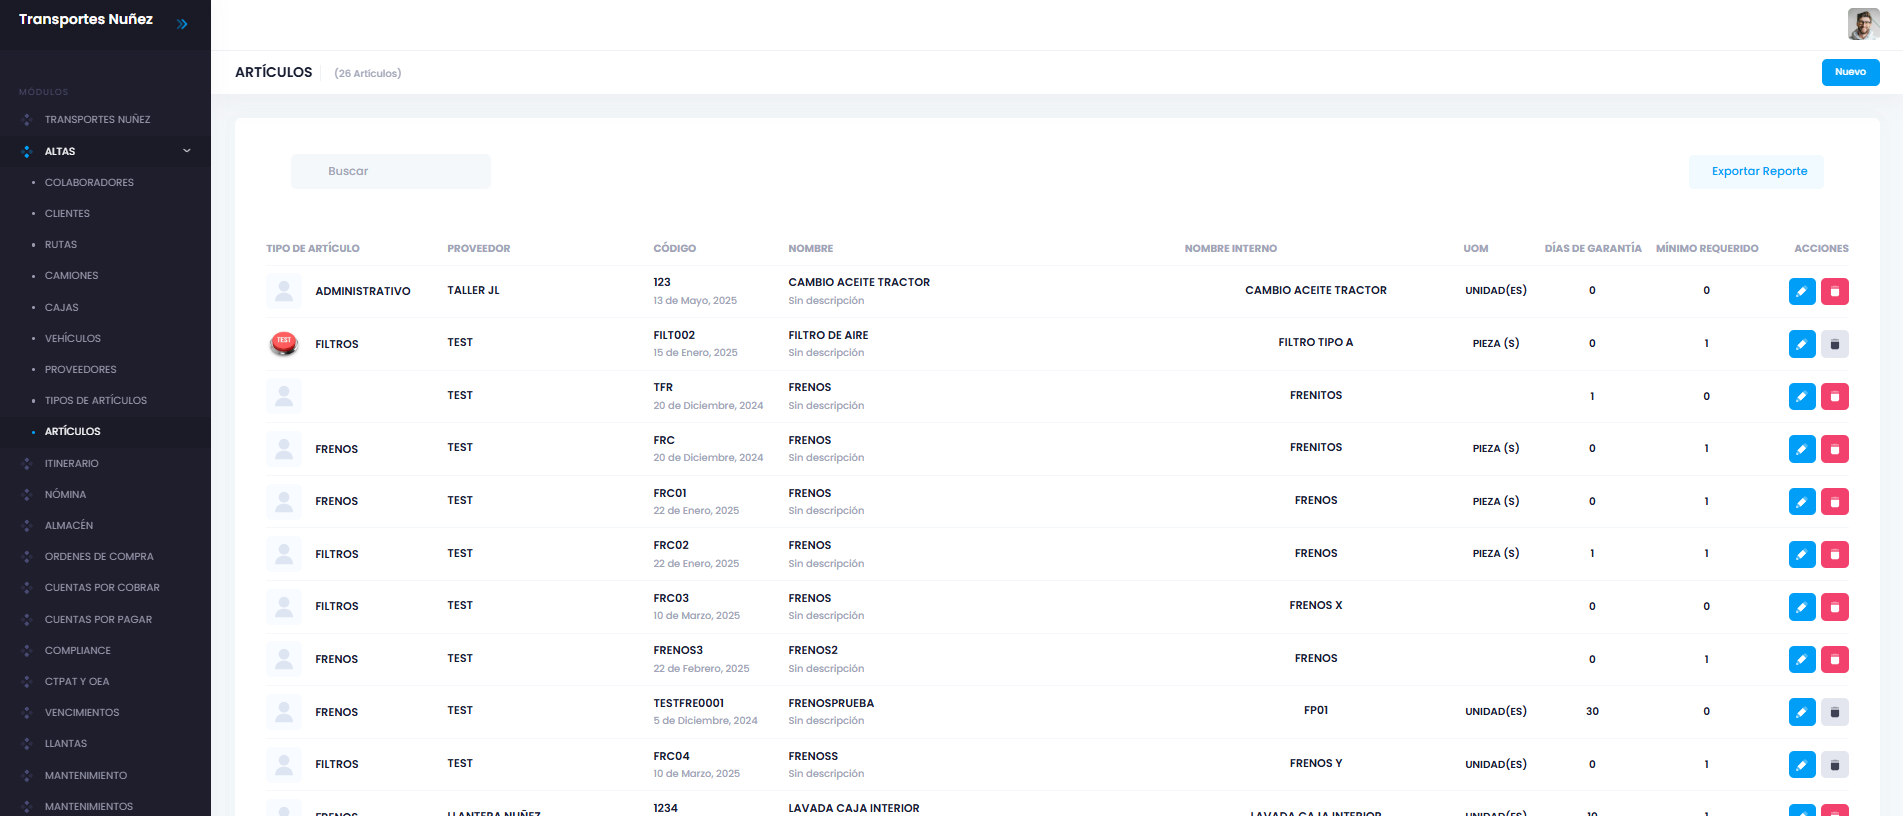 Transportes Nuñez
MÓDULOS
TRANSPORTES NUÑEZ
ALTAS
COLABORADORES
CLIENTES
RUTAS
CAMIONES
CAJAS
VEHÍCULOS
PROVEEDORES
TIPOS DE ARTÍCULOS
ARTÍCULOS
ITINERARIO
NÓMINA
ALMACÉN
ORDENES DE COMPRA
CUENTAS POR COBRAR
CUENTAS POR PAGAR
COMPLIANCE
CTPAT Y OEA
VENCIMIENTOS
LLANTAS
MANTENIMIENTO
MANTENIMIENTOS
ARTÍCULOS (26 Artículos) Nuevo
Buscar Exportar Reporte
TIPO DE ARTÍCULO PROVEEDOR CÓDIGO NOMBRE NOMBRE INTERNO UOM DÍAS DE GARANTÍA MÍNIMO REQUERIDO ACCIONES
ADMINISTRATIVO TALLER JL 123 CAMBIO ACEITE TRACTOR CAMBIO ACEITE TRACTOR UNIDAD(ES) 0 0
13 de Mayo, 2025 Sin descripción
TEST FILTROS TEST FILT002 FILTRO DE AIRE FILTRO TIPO A PIEZA (S) 0 1
15 de Enero, 2025 Sin descripción
TEST TFR FRENOS FRENITOS 1 0
20 de Diciembre, 2024 Sin descripción
FRENOS TEST FRC FRENOS FRENITOS PIEZA (S) 0 1
20 de Diciembre, 2024 Sin descripción
FRENOS TEST FRC01 FRENOS FRENOS PIEZA (S) 0 1
22 de Enero, 2025 Sin descripción
FILTROS TEST FRC02 FRENOS FRENOS PIEZA (S) 1 1
22 de Enero, 2025 Sin descripción
FILTROS TEST FRC03 FRENOS FRENOS X 0 0
10 de Marzo, 2025 Sin descripción
FRENOS TEST FRENOS3 FRENOS2 FRENOS 0 1
22 de Febrero, 2025 Sin descripción
FRENOS TEST TESTFRE0001 FRENOSPRUEBA FP01 UNIDAD(ES) 30 0
5 de Diciembre, 2024 Sin descripción
FILTROS TEST FRC04 FRENOSS FRENOS Y UNIDAD(ES) 0 1
10 de Marzo, 2025 Sin descripción
FRENOS LLANTERA NUÑEZ 1234 LAVADA CAJA INTERIOR LAVADA CAJA INTERIOR UNIDAD(ES) 10 1